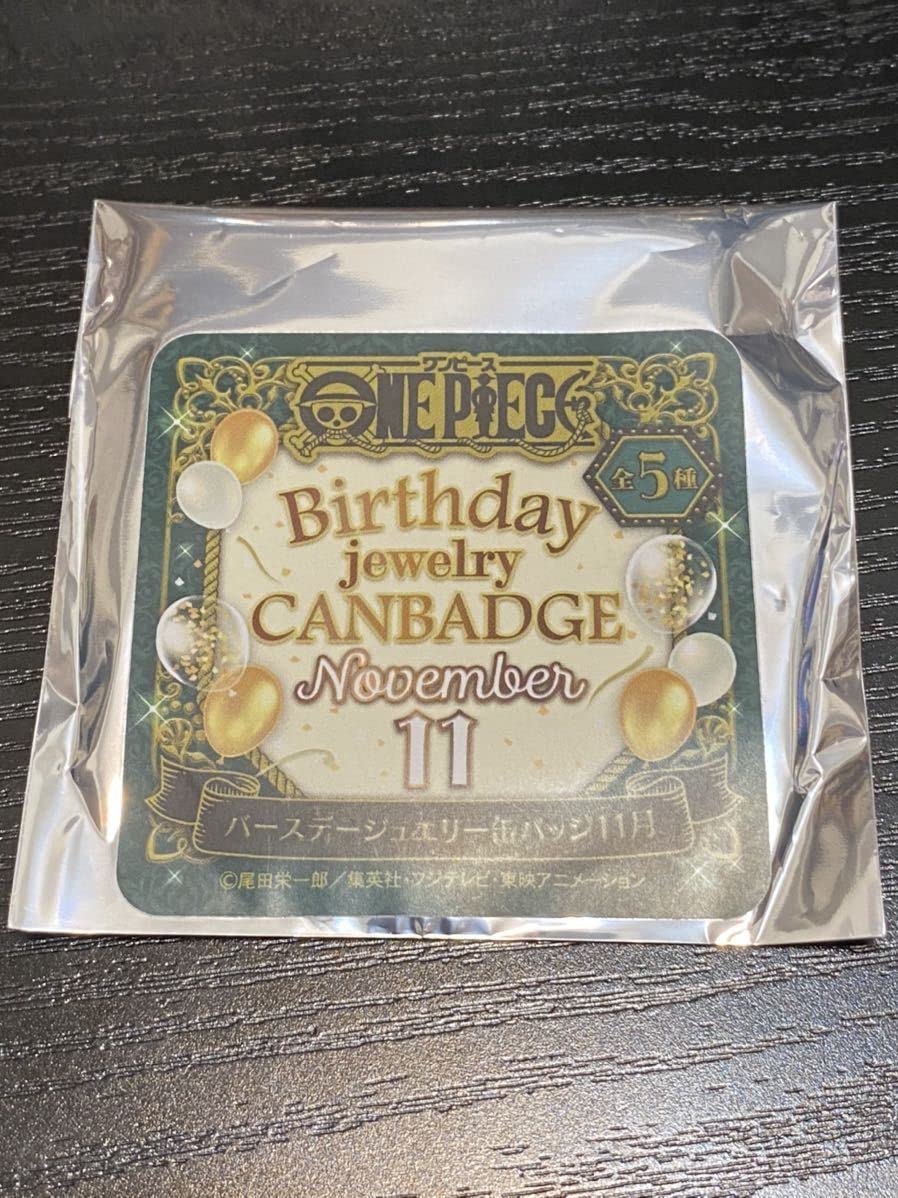 ワンピース
ONE PIECE
全5種
Birthday
jewelry
CANBADGE
November
11
バースデージュエリー缶バッジ11月
©尾田栄一郎／集英社・フジテレビ・東映アニメーション